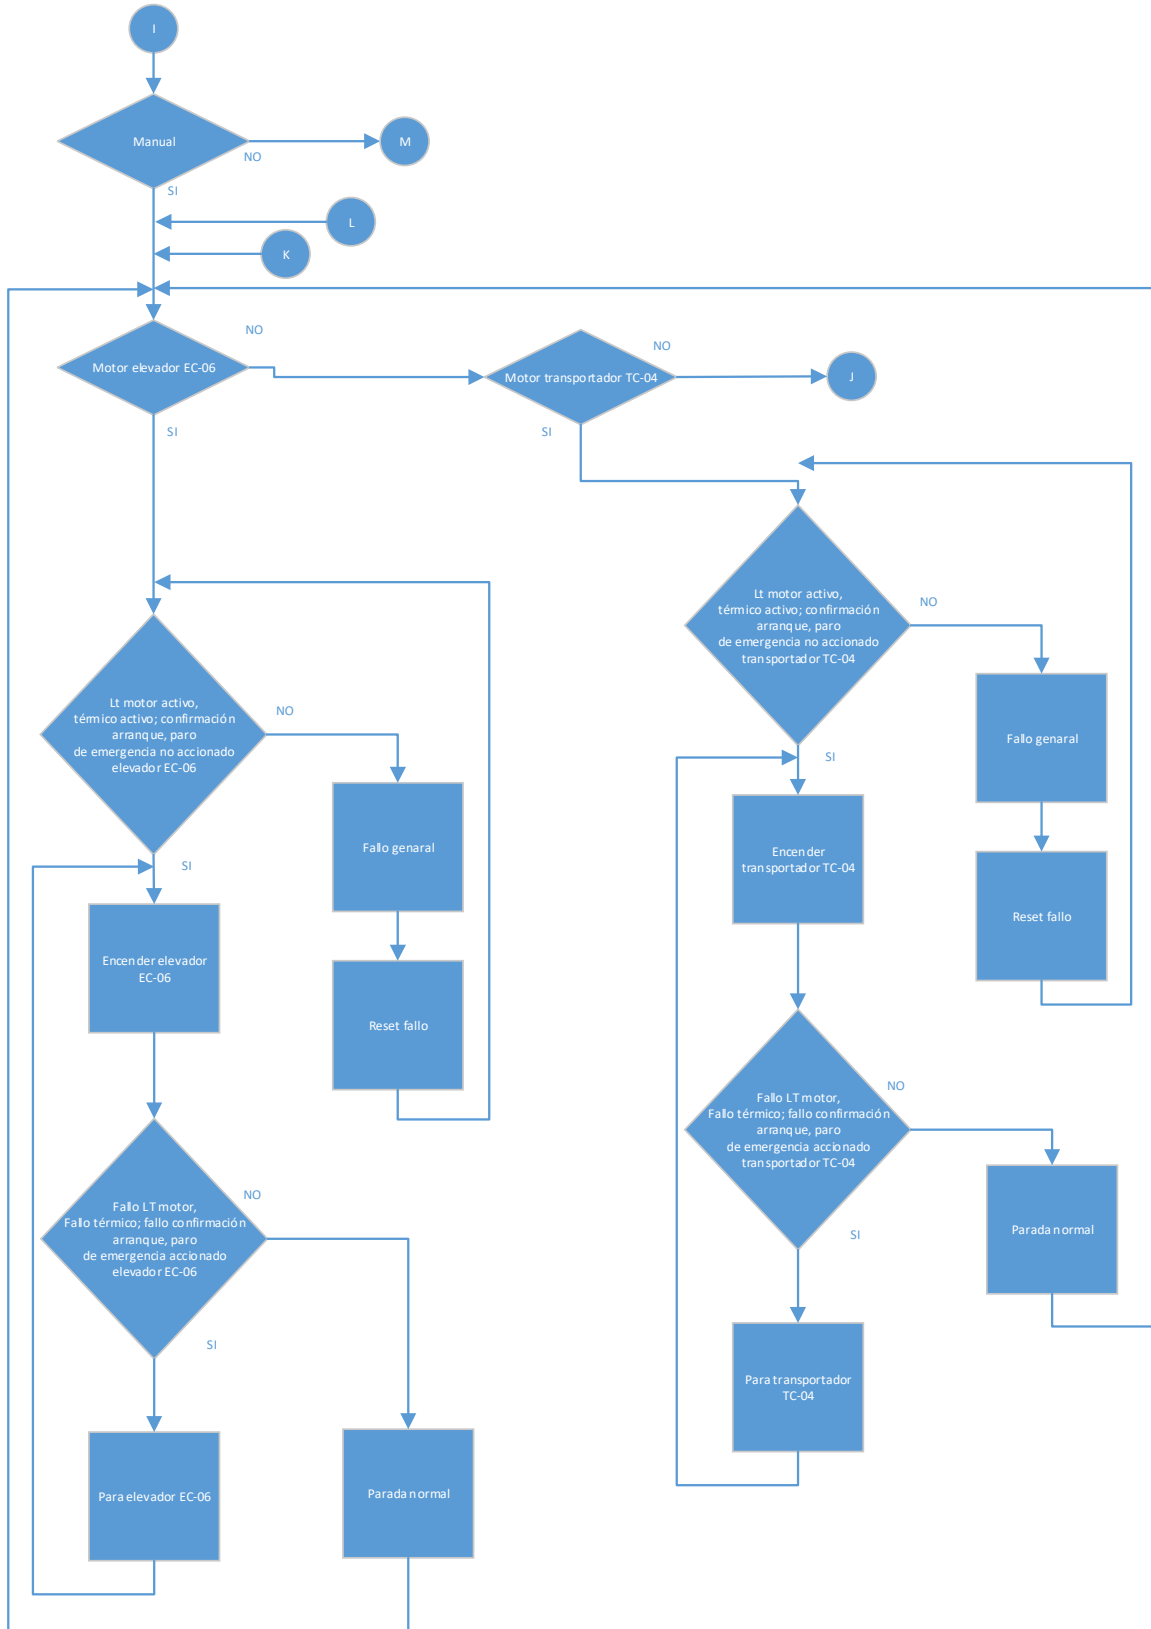 I
Manual
NO
M
SI
L
K
NO
Motor elevador EC-06
SI
NO
Motor transportador TC-04
J
SI
Lt motor activo,
térmico activo; confirmación
arranque, paro
de emergencia no accionado
transportador TC-04
NO
Fallo genaral
SI
Reset fallo
Encender
transportador TC-04
Lt motor activo,
térmico activo; confirmación
arranque, paro
de emergencia no accionado
elevador EC-06
NO
Fallo genaral
SI
Reset fallo
Encender elevador
EC-06
Fallo LT motor,
Fallo térmico; fallo confirmación
arranque, paro
de emergencia accionado
transportador TC-04
NO
Parada normal
SI
Para transportador
TC-04
Fallo LT motor,
Fallo térmico; fallo confirmación
arranque, paro
de emergencia accionado
elevador EC-06
NO
SI
Para elevador EC-06
Parada normal